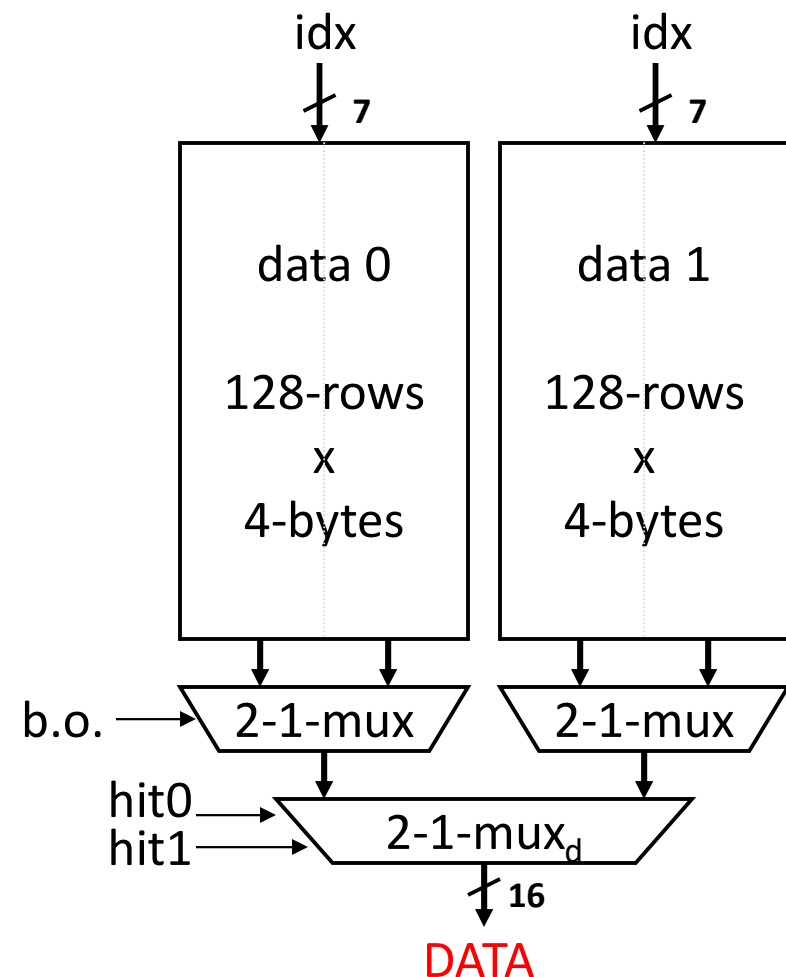 idx idx
7 7
data 0 data 1
128-rows 128-rows
x x
4-bytes 4-bytes
b.o. 2-1-mux 2-1-mux
hit0
hit1 2-1-muxd
16
DATA